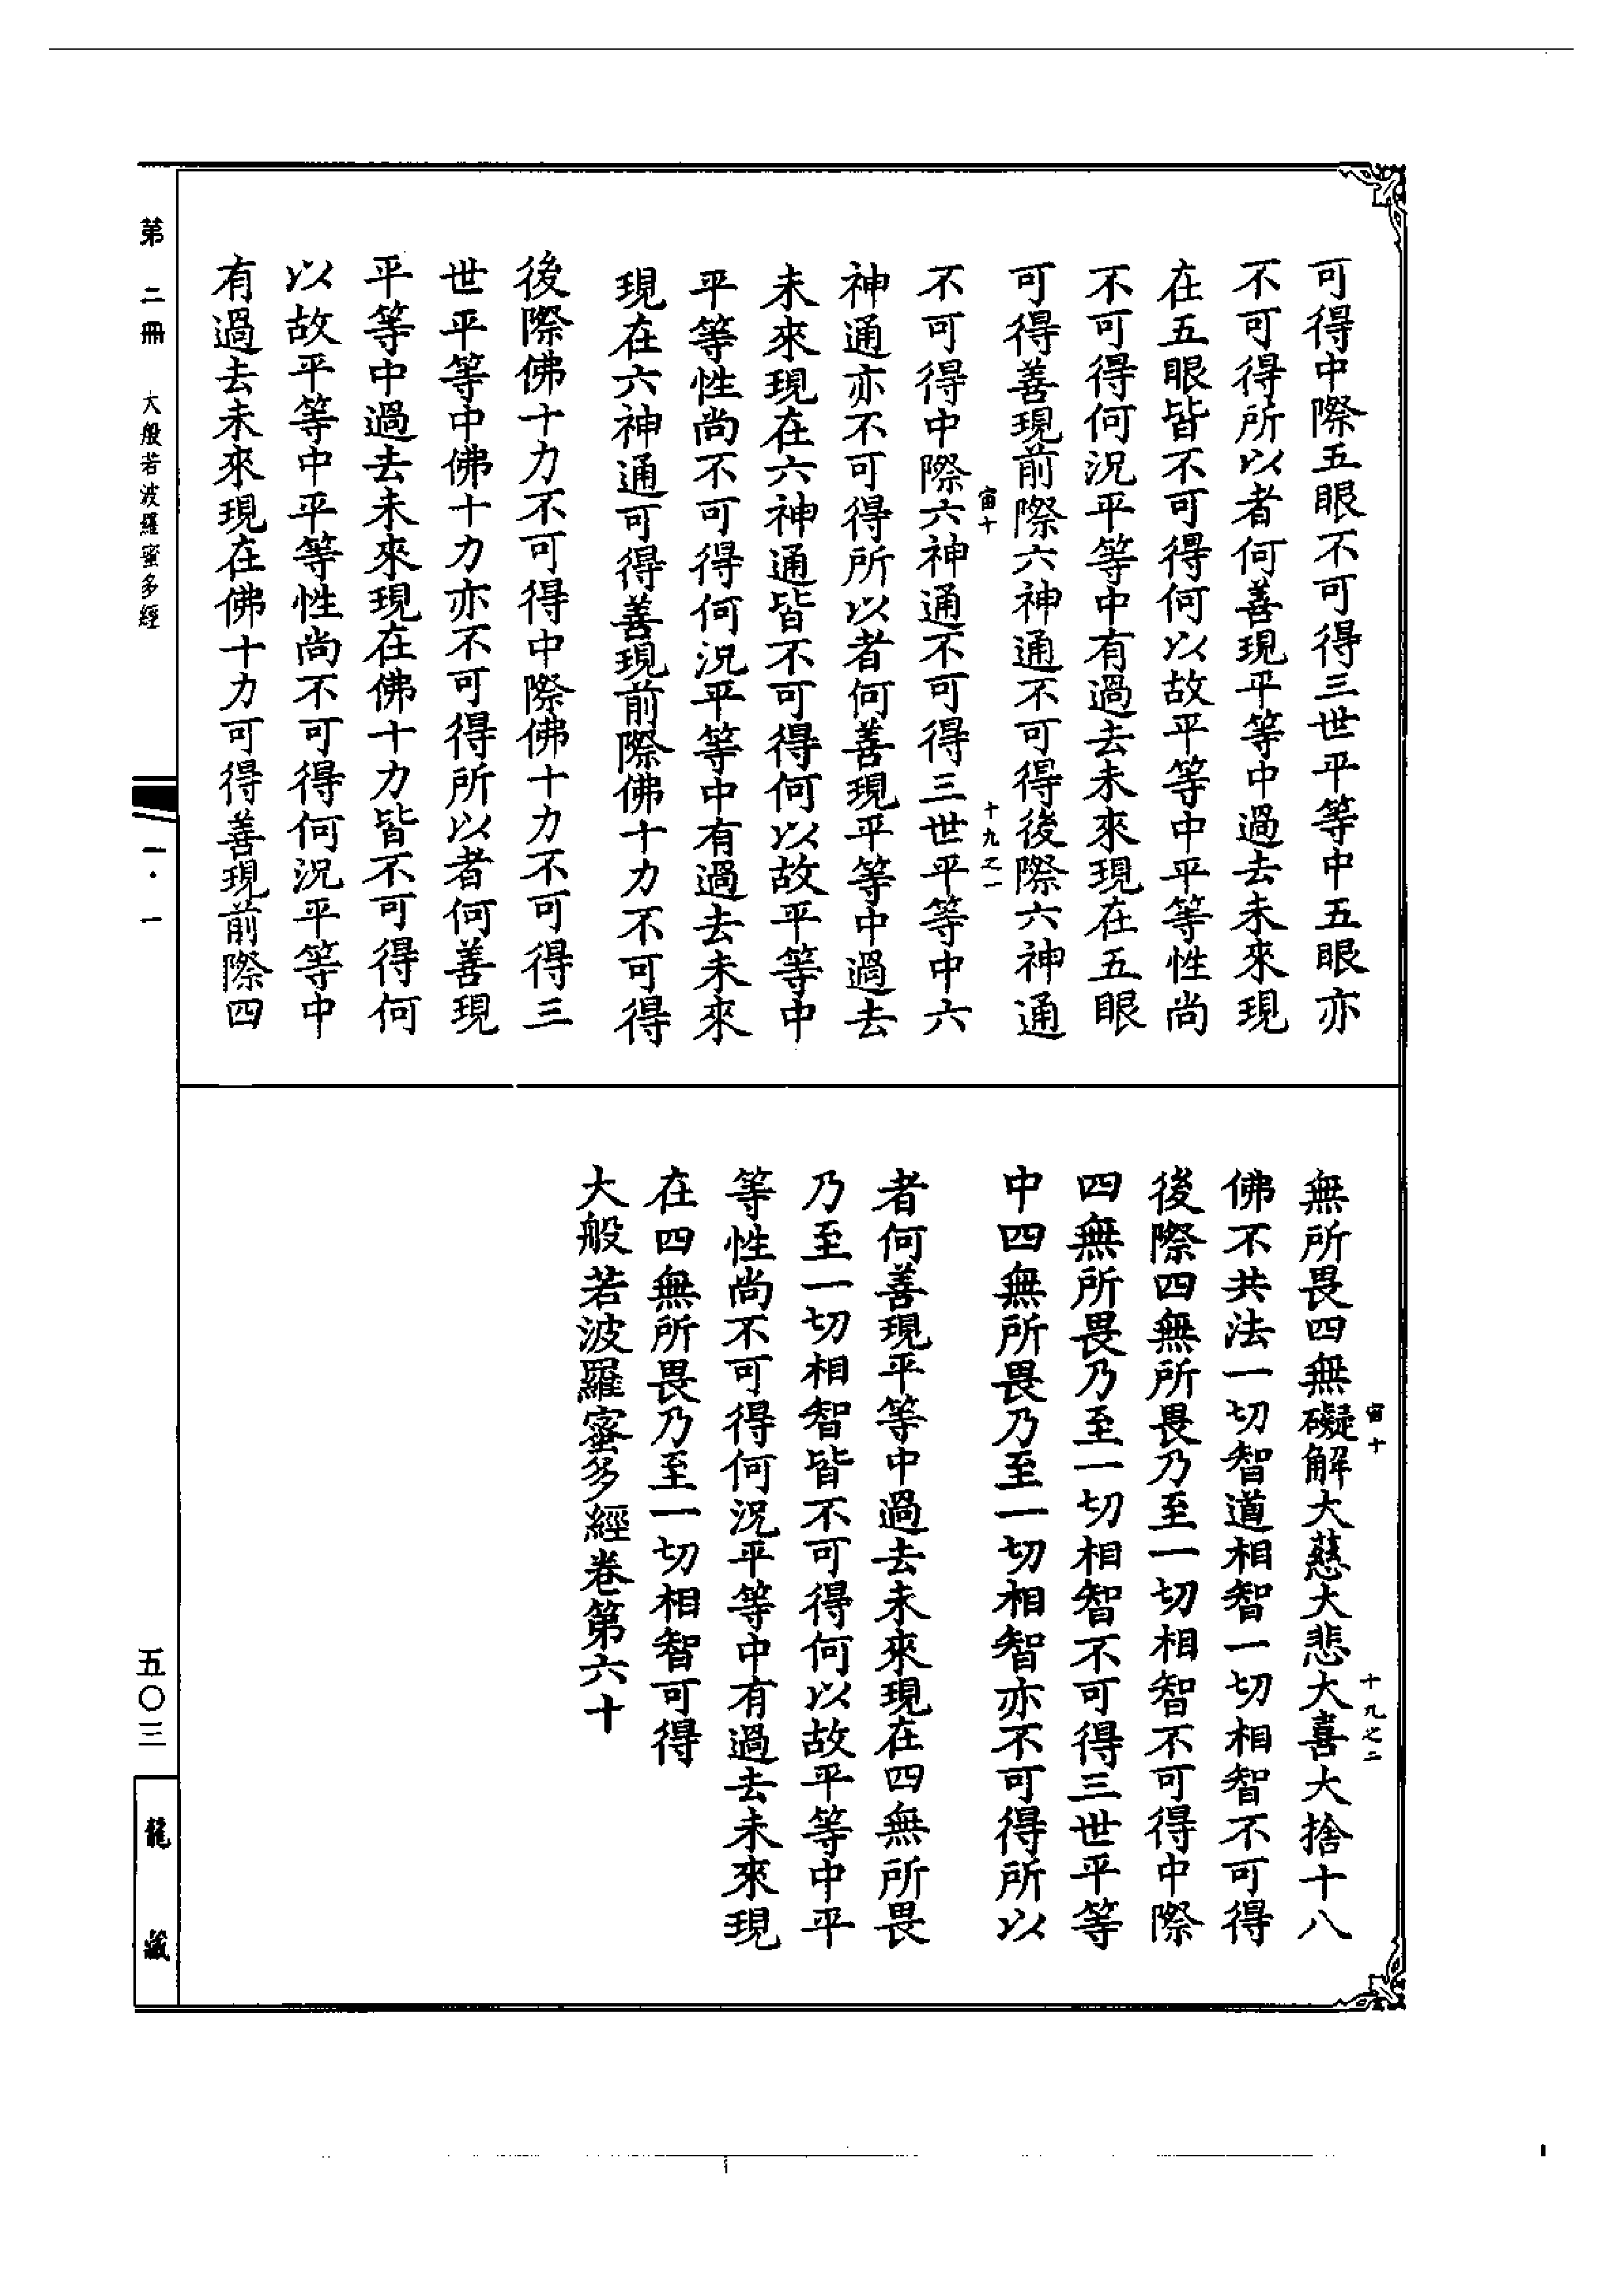 可得中際五眼不可得三世平等中五眼亦
不可得所以者何善現平等中過去未來現
在五眼皆不可得何以故平等中平等性尚
不可得何況平等中有過去未來現在五眼
可得善現前際六神通不可得後際六神通
宙十 十九之一
不可得中際六神通不可得三世平等中六
神通亦不可得所以者何善現平等中過去
未來現在六神通皆不可得何以故平等中
平等性尚不可得何況平等中有過去未來
現在六神通可得善現前際佛十力不可得
後際佛十力不可得中際佛十力不可得三
世平等中佛十力亦不可得所以者何善現
平等中過去未來現在佛十力皆不可得何
以故平等中平等性尚不可得何況平等中
有過去未來現在佛十力可得善現前際四
宙十 十九之二
無所畏四無礙解大慈大悲大喜大捨十八
佛不共法一切智道相智一切相智不可得
後際四無所畏乃至一切相智不可得中際
四無所畏乃至一切相智不可得三世平等
中四無所畏乃至一切相智亦不可得所以
者何善現平等中過去未來現在四無所畏
乃至一切相智皆不可得何以故平等中平
等性尚不可得何況平等中有過去未來現
在四無所畏乃至一切相智可得
大般若波羅蜜多經卷第六十
第二冊 大般若波羅蜜多經 一·一 五〇三 龍藏